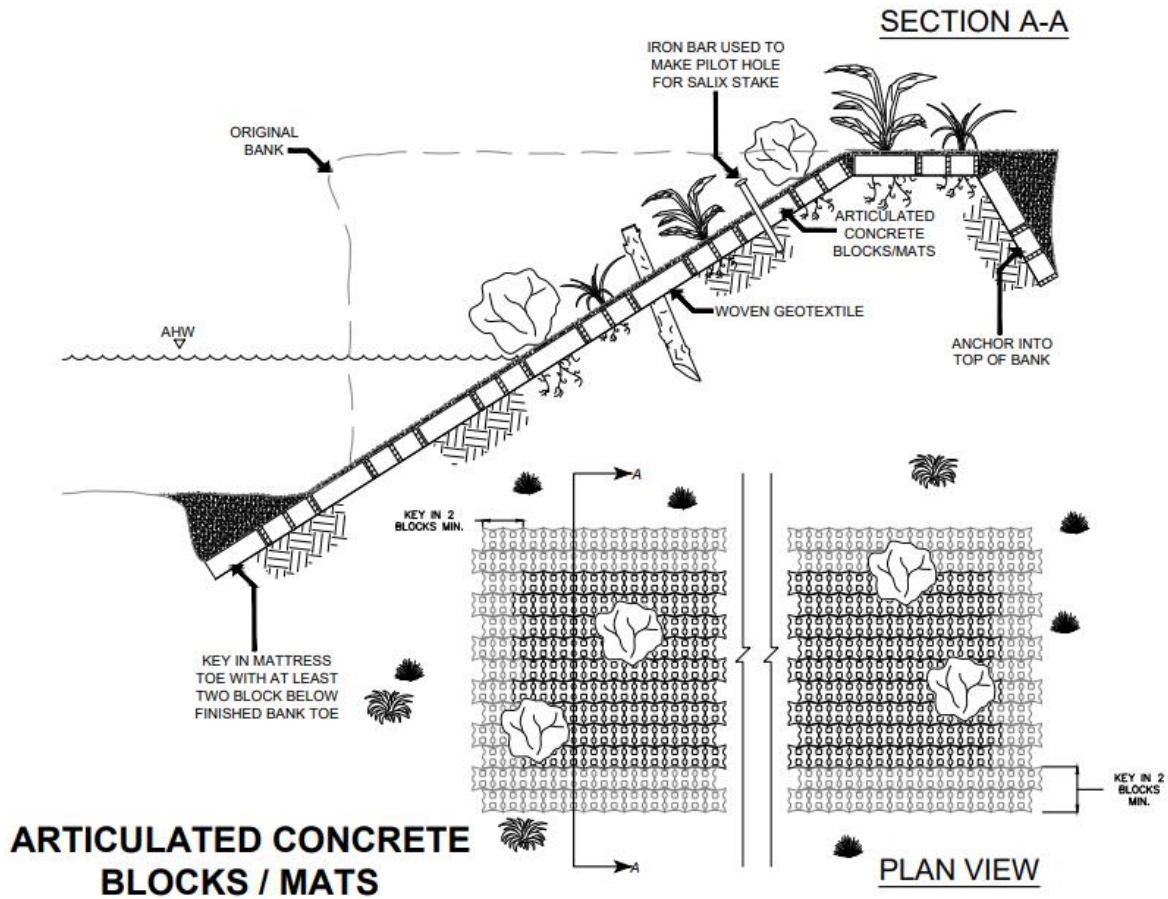 SECTION A-A
IRON BAR USED TO
MAKE PILOT HOLE
FOR SALIX STAKE
ORIGINAL
BANK
ARTICULATED
CONCRETE
BLOCKS/MATS
WOVEN GEOTEXTILE
AHW
ANCHOR INTO
TOP OF BANK
A
KEY IN 2
BLOCKS MIN.
KEY IN MATTRESS
TOE WITH AT LEAST
TWO BLOCK BELOW
FINISHED BANK TOE
KEY IN 2
BLOCKS
MIN.
A
ARTICULATED CONCRETE
BLOCKS / MATS
PLAN VIEW